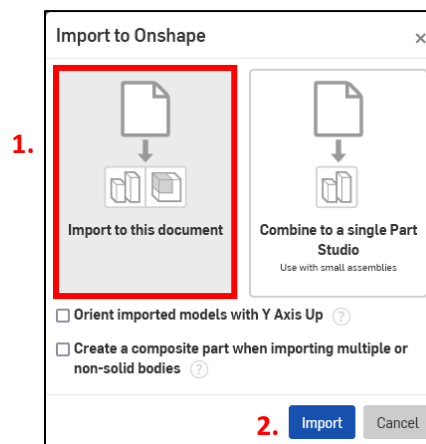 Import to Onshape ×
1.
Import to this document
Combine to a single Part
Studio
Use with small assemblies
Orient imported models with Y Axis Up ?
Create a composite part when importing multiple or
non-solid bodies ?
2. Import Cancel